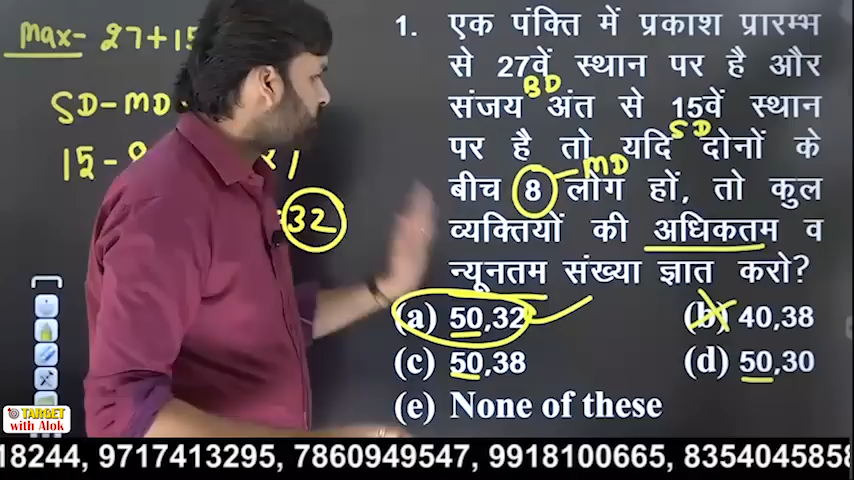 max- 27+15
SD-MD
15-8
32
1. एक पंक्ति में प्रकाश प्रारम्भ
से 27वें स्थान पर है और
BD
संजय अंत से 15वें स्थान
SD
पर है तो यदि दोनों के
MD
बीच 8 लोग हों, तो कुल
व्यक्तियों की अधिकतम व
न्यूनतम संख्या ज्ञात करो?
(a) 50,32 (b) 40,38
(c) 50,38 (d) 50,30
(e) None of these
TARGET
with Alok
18244, 9717413295, 7860949547, 9918100665, 8354045858